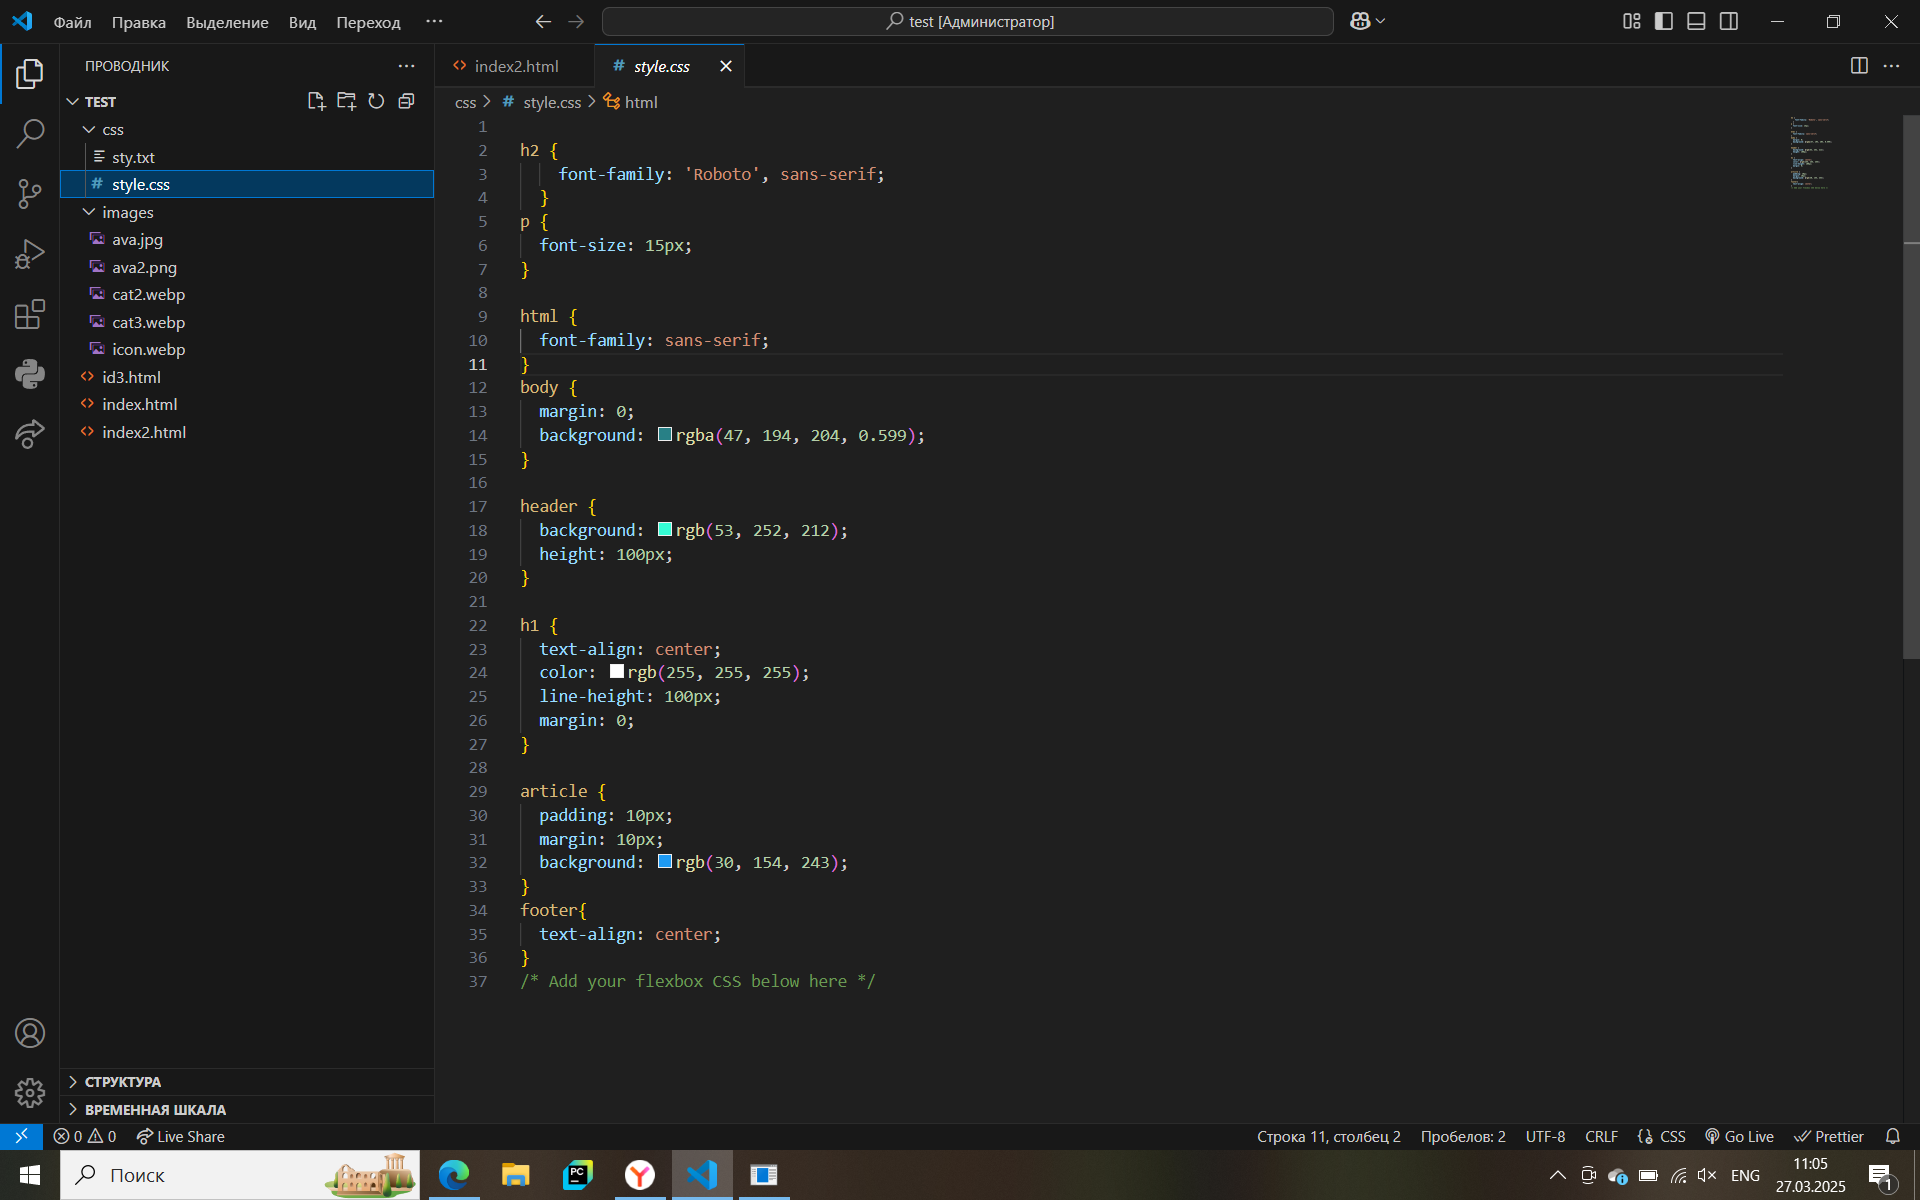 Файл Правка Выделение Вид Переход ··· test [Администратор]
ПРОВОДНИК ···
TEST
css
sty.txt
style.css
images
ava.jpg
ava2.png
cat2.webp
cat3.webp
icon.webp
id3.html
index.html
index2.html
СТРУКТУРА
ВРЕМЕННАЯ ШКАЛА
index2.html # style.css
css > # style.css > html
1
2 h2 {
3 font-family: 'Roboto', sans-serif;
4 }
5 p {
6 font-size: 15px;
7 }
8
9 html {
10 font-family: sans-serif;
11 }
12 body {
13 margin: 0;
14 background: rgba(47, 194, 204, 0.599);
15 }
16
17 header {
18 background: rgb(53, 252, 212);
19 height: 100px;
20 }
21
22 h1 {
23 text-align: center;
24 color: rgb(255, 255, 255);
25 line-height: 100px;
26 margin: 0;
27 }
28
29 article {
30 padding: 10px;
31 margin: 10px;
32 background: rgb(30, 154, 243);
33 }
34 footer{
35 text-align: center;
36 }
37 /* Add your flexbox CSS below here */
0 0 Live Share Строка 11, столбец 2 Пробелов: 2 UTF-8 CRLF {} CSS Go Live Prettier
Поиск PC Y ENG 11:05
27.03.2025 1